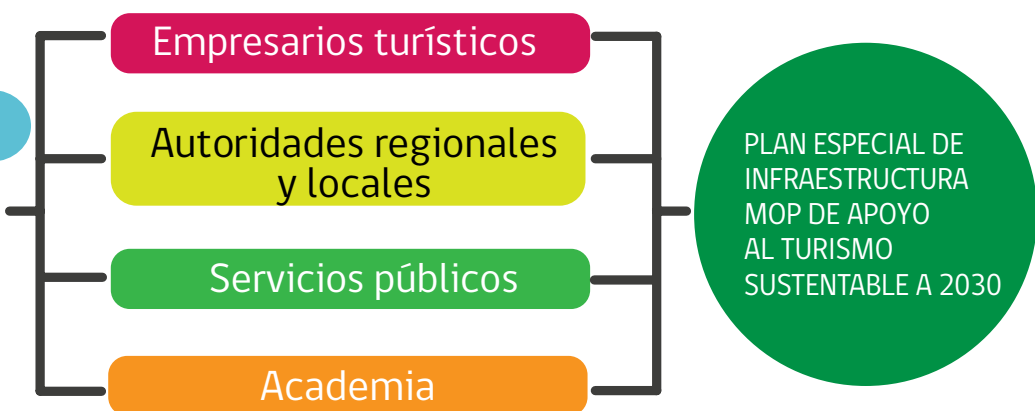 Empresarios turísticos
Autoridades regionales
y locales
Servicios públicos
Academia
PLAN ESPECIAL DE
INFRAESTRUCTURA
MOP DE APOYO
AL TURISMO
SUSTENTABLE A 2030